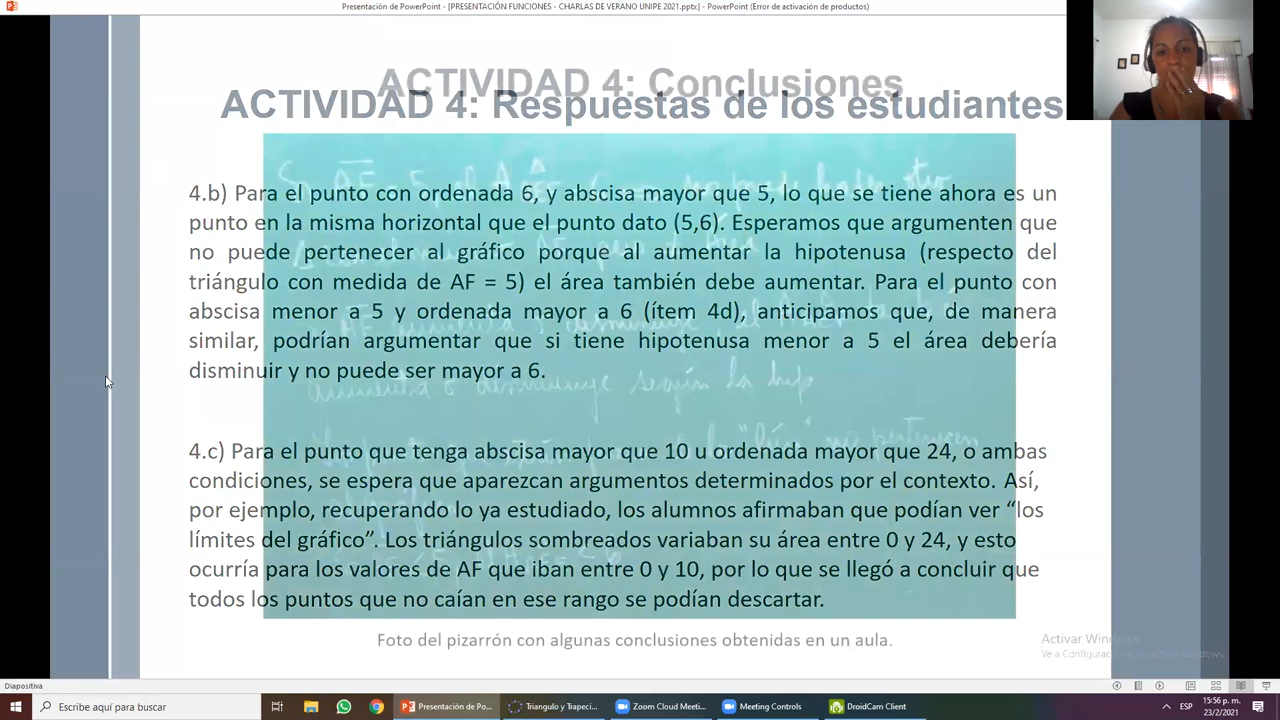 Presentación de PowerPoint - [PRESENTACIÓN FUNCIONES - CHARLAS DE VERANO UNIPE 2021.pptx] - PowerPoint (Error de activación de productos)
ACTIVIDAD 4: Conclusiones
ACTIVIDAD 4: Respuestas de los estudiantes
4.b) Para el punto con ordenada 6, y abscisa mayor que 5, lo que se tiene ahora es un
punto en la misma horizontal que el punto dato (5,6). Esperamos que argumenten que
no puede pertenecer al gráfico porque al aumentar la hipotenusa (respecto del
triángulo con medida de AF = 5) el área también debe aumentar. Para el punto con
abscisa menor a 5 y ordenada mayor a 6 (ítem 4d), anticipamos que, de manera
similar, podrían argumentar que si tiene hipotenusa menor a 5 el área debería
disminuir y no puede ser mayor a 6.
aumenta o disminuye según la hip
4.c) Para el punto que tenga abscisa mayor que 10 u ordenada mayor que 24, o ambas
condiciones, se espera que aparezcan argumentos determinados por el contexto. Así,
por ejemplo, recuperando lo ya estudiado, los alumnos afirmaban que podían ver “los
límites del gráfico”. Los triángulos sombreados variaban su área entre 0 y 24, y esto
ocurría para los valores de AF que iban entre 0 y 10, por lo que se llegó a concluir que
todos los puntos que no caían en ese rango se podían descartar.
Foto del pizarrón con algunas conclusiones obtenidas en un aula.
Activar Windows
Ve a Configuración para activar Windows.
Diapositiva
Escribe aquí para buscar
Presentación de Po...
Triangulo y Trapeci...
Zoom Cloud Meeti...
Meeting Controls
DroidCam Client
ESP
15:56 p. m.
23/2/2021